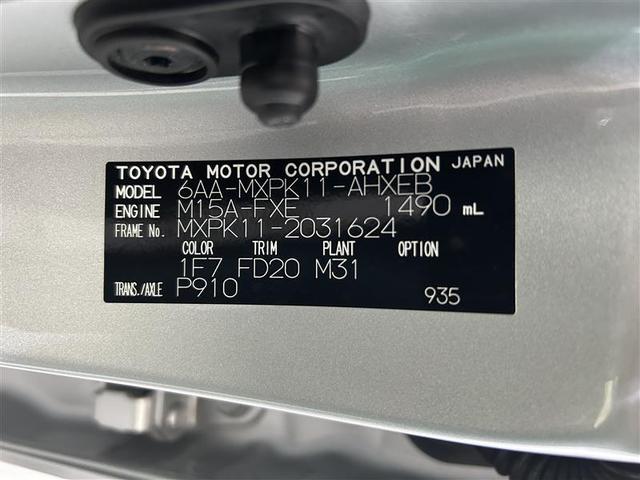 TOYOTA MOTOR CORPORATION JAPAN
MODEL 6AA-MXPK11-AHXEB
ENGINE M15A-FXE 1490 mL
FRAME No. MXPK11-2031624
COLOR TRIM PLANT OPTION
1F7 FD20 M31
TRANS./AXLE P910 935